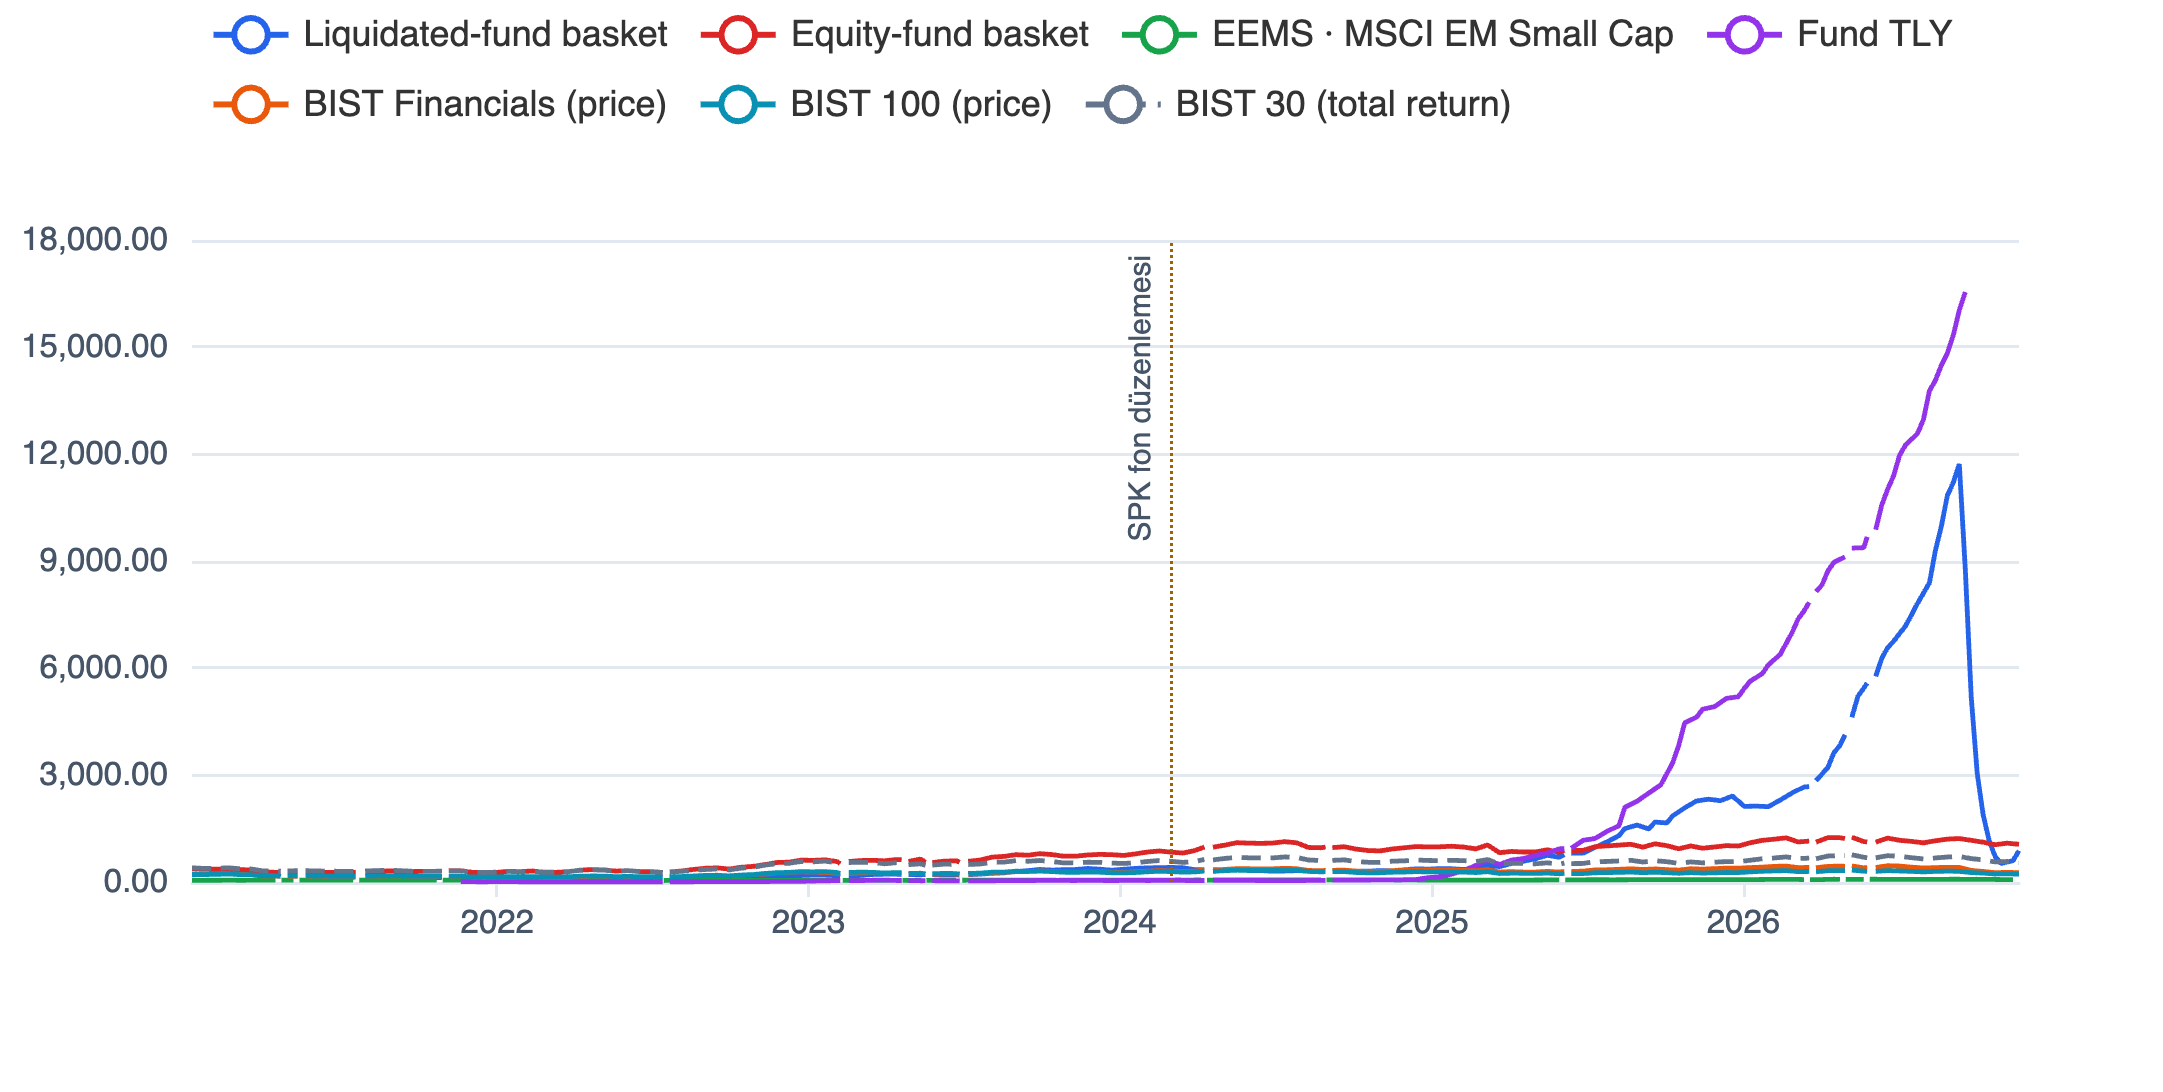 Liquidated-fund basket Equity-fund basket EEMS · MSCI EM Small Cap Fund TLY
BIST Financials (price) BIST 100 (price) BIST 30 (total return)
18,000.00
15,000.00
12,000.00
9,000.00
6,000.00
3,000.00
0.00
SPK fon düzenlemesi
2022 2023 2024 2025 2026